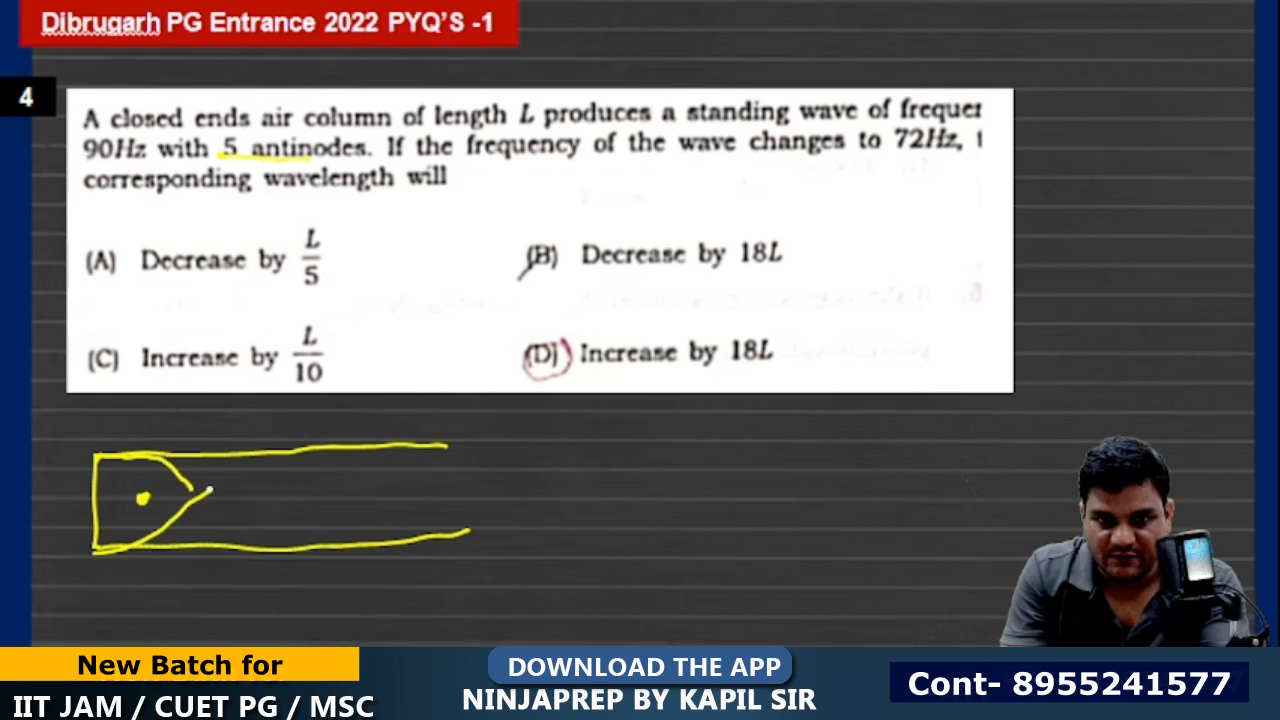 Dibrugarh PG Entrance 2022 PYQ'S -1
4
A closed ends air column of length L produces a standing wave of
90Hz with 5 antinodes. If the frequency of the wave changes to 72Hz,
corresponding wavelength will
(A) Decrease by L/5
(B) Decrease by 18L
(C) Increase by L/10
(D) Increase by 18L
New Batch for
IIT JAM / CUET PG / MSC
DOWNLOAD THE APP
NINJAPREP BY KAPIL SIR
Cont- 8955241577